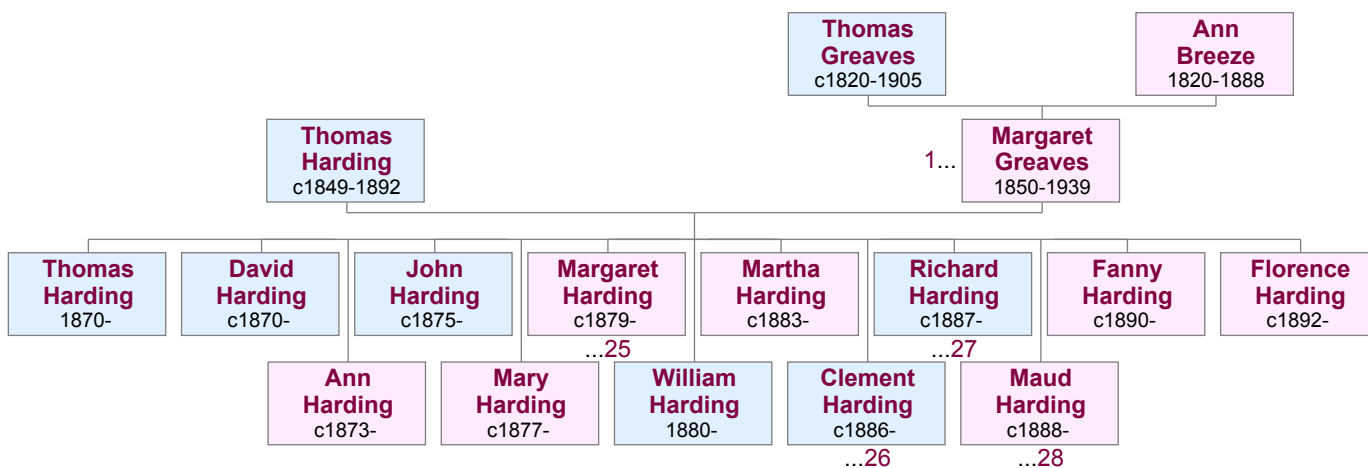 Thomas
Greaves
c1820-1905
Ann
Breeze
1820-1888
Thomas
Harding
c1849-1892
1...
Margaret
Greaves
1850-1939
Thomas
Harding
1870-
David
Harding
c1870-
John
Harding
c1875-
Margaret
Harding
c1879-
...25
Martha
Harding
c1883-
Richard
Harding
c1887-
...27
Fanny
Harding
c1890-
Florence
Harding
c1892-
Ann
Harding
c1873-
Mary
Harding
c1877-
William
Harding
1880-
Clement
Harding
c1886-
...26
Maud
Harding
c1888-
...28